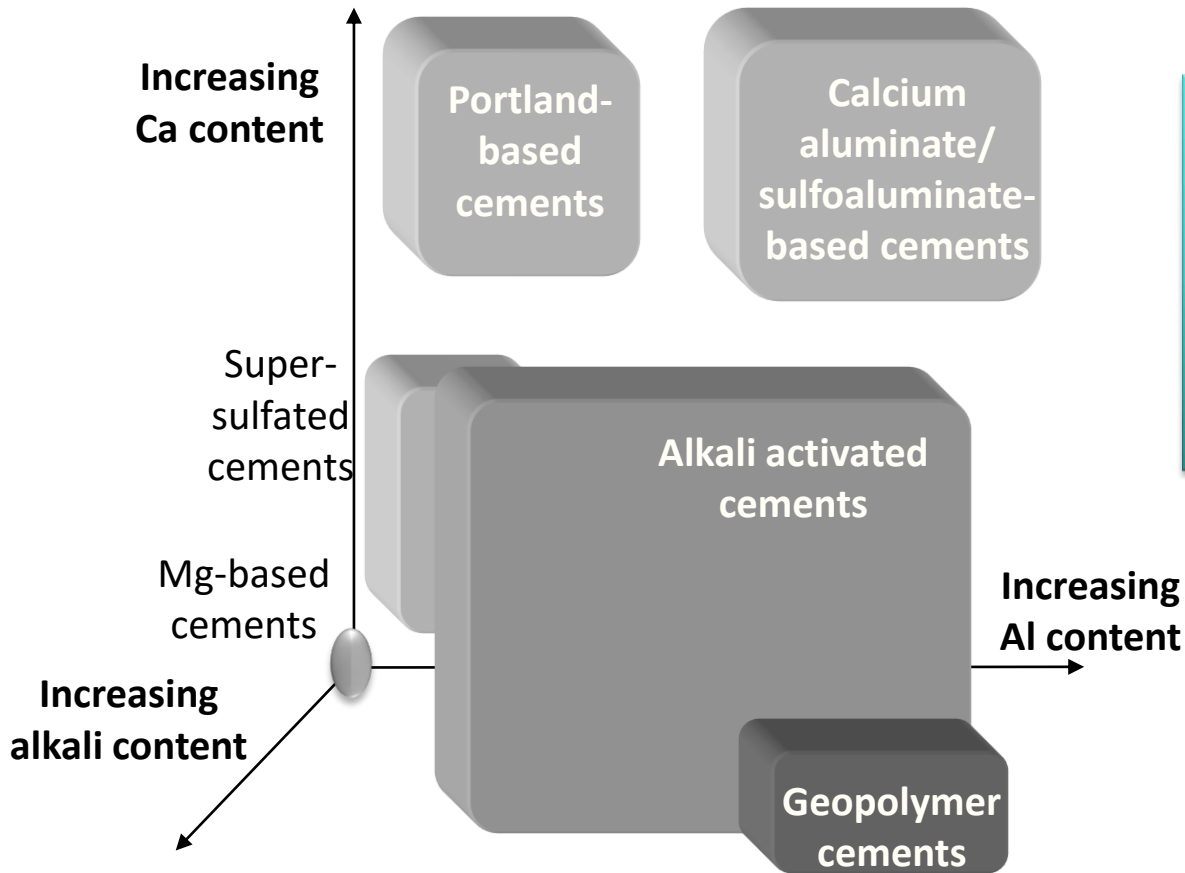 Increasing
Ca content
Portland-
based
cements
Calcium
aluminate/
sulfoaluminate-
based cements
Super-
sulfated
cements
Alkali activated
cements
Mg-based
cements
Increasing
Al content
Increasing
alkali content
Geopolymer
cements